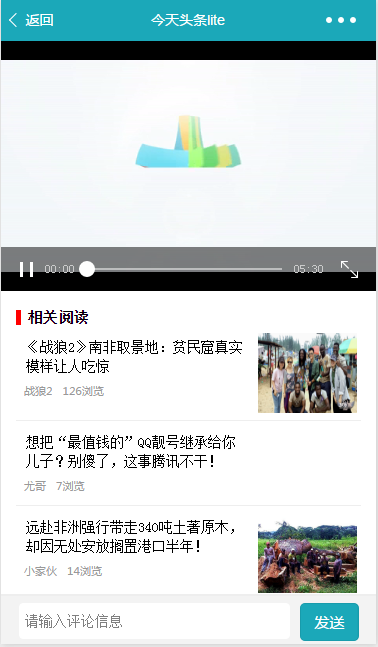 返回
今天头条lite
00:00
05:30
相关阅读
《战狼2》南非取景地：贫民窟真实
模样让人吃惊
战狼2 126浏览
想把“最值钱的”QQ靓号继承给你
儿子？别傻了，这事腾讯不干！
尤哥 7浏览
远赴非洲强行带走340吨土著原木，
却因无处安放搁置港口半年！
小家伙 14浏览
请输入评论信息
发送